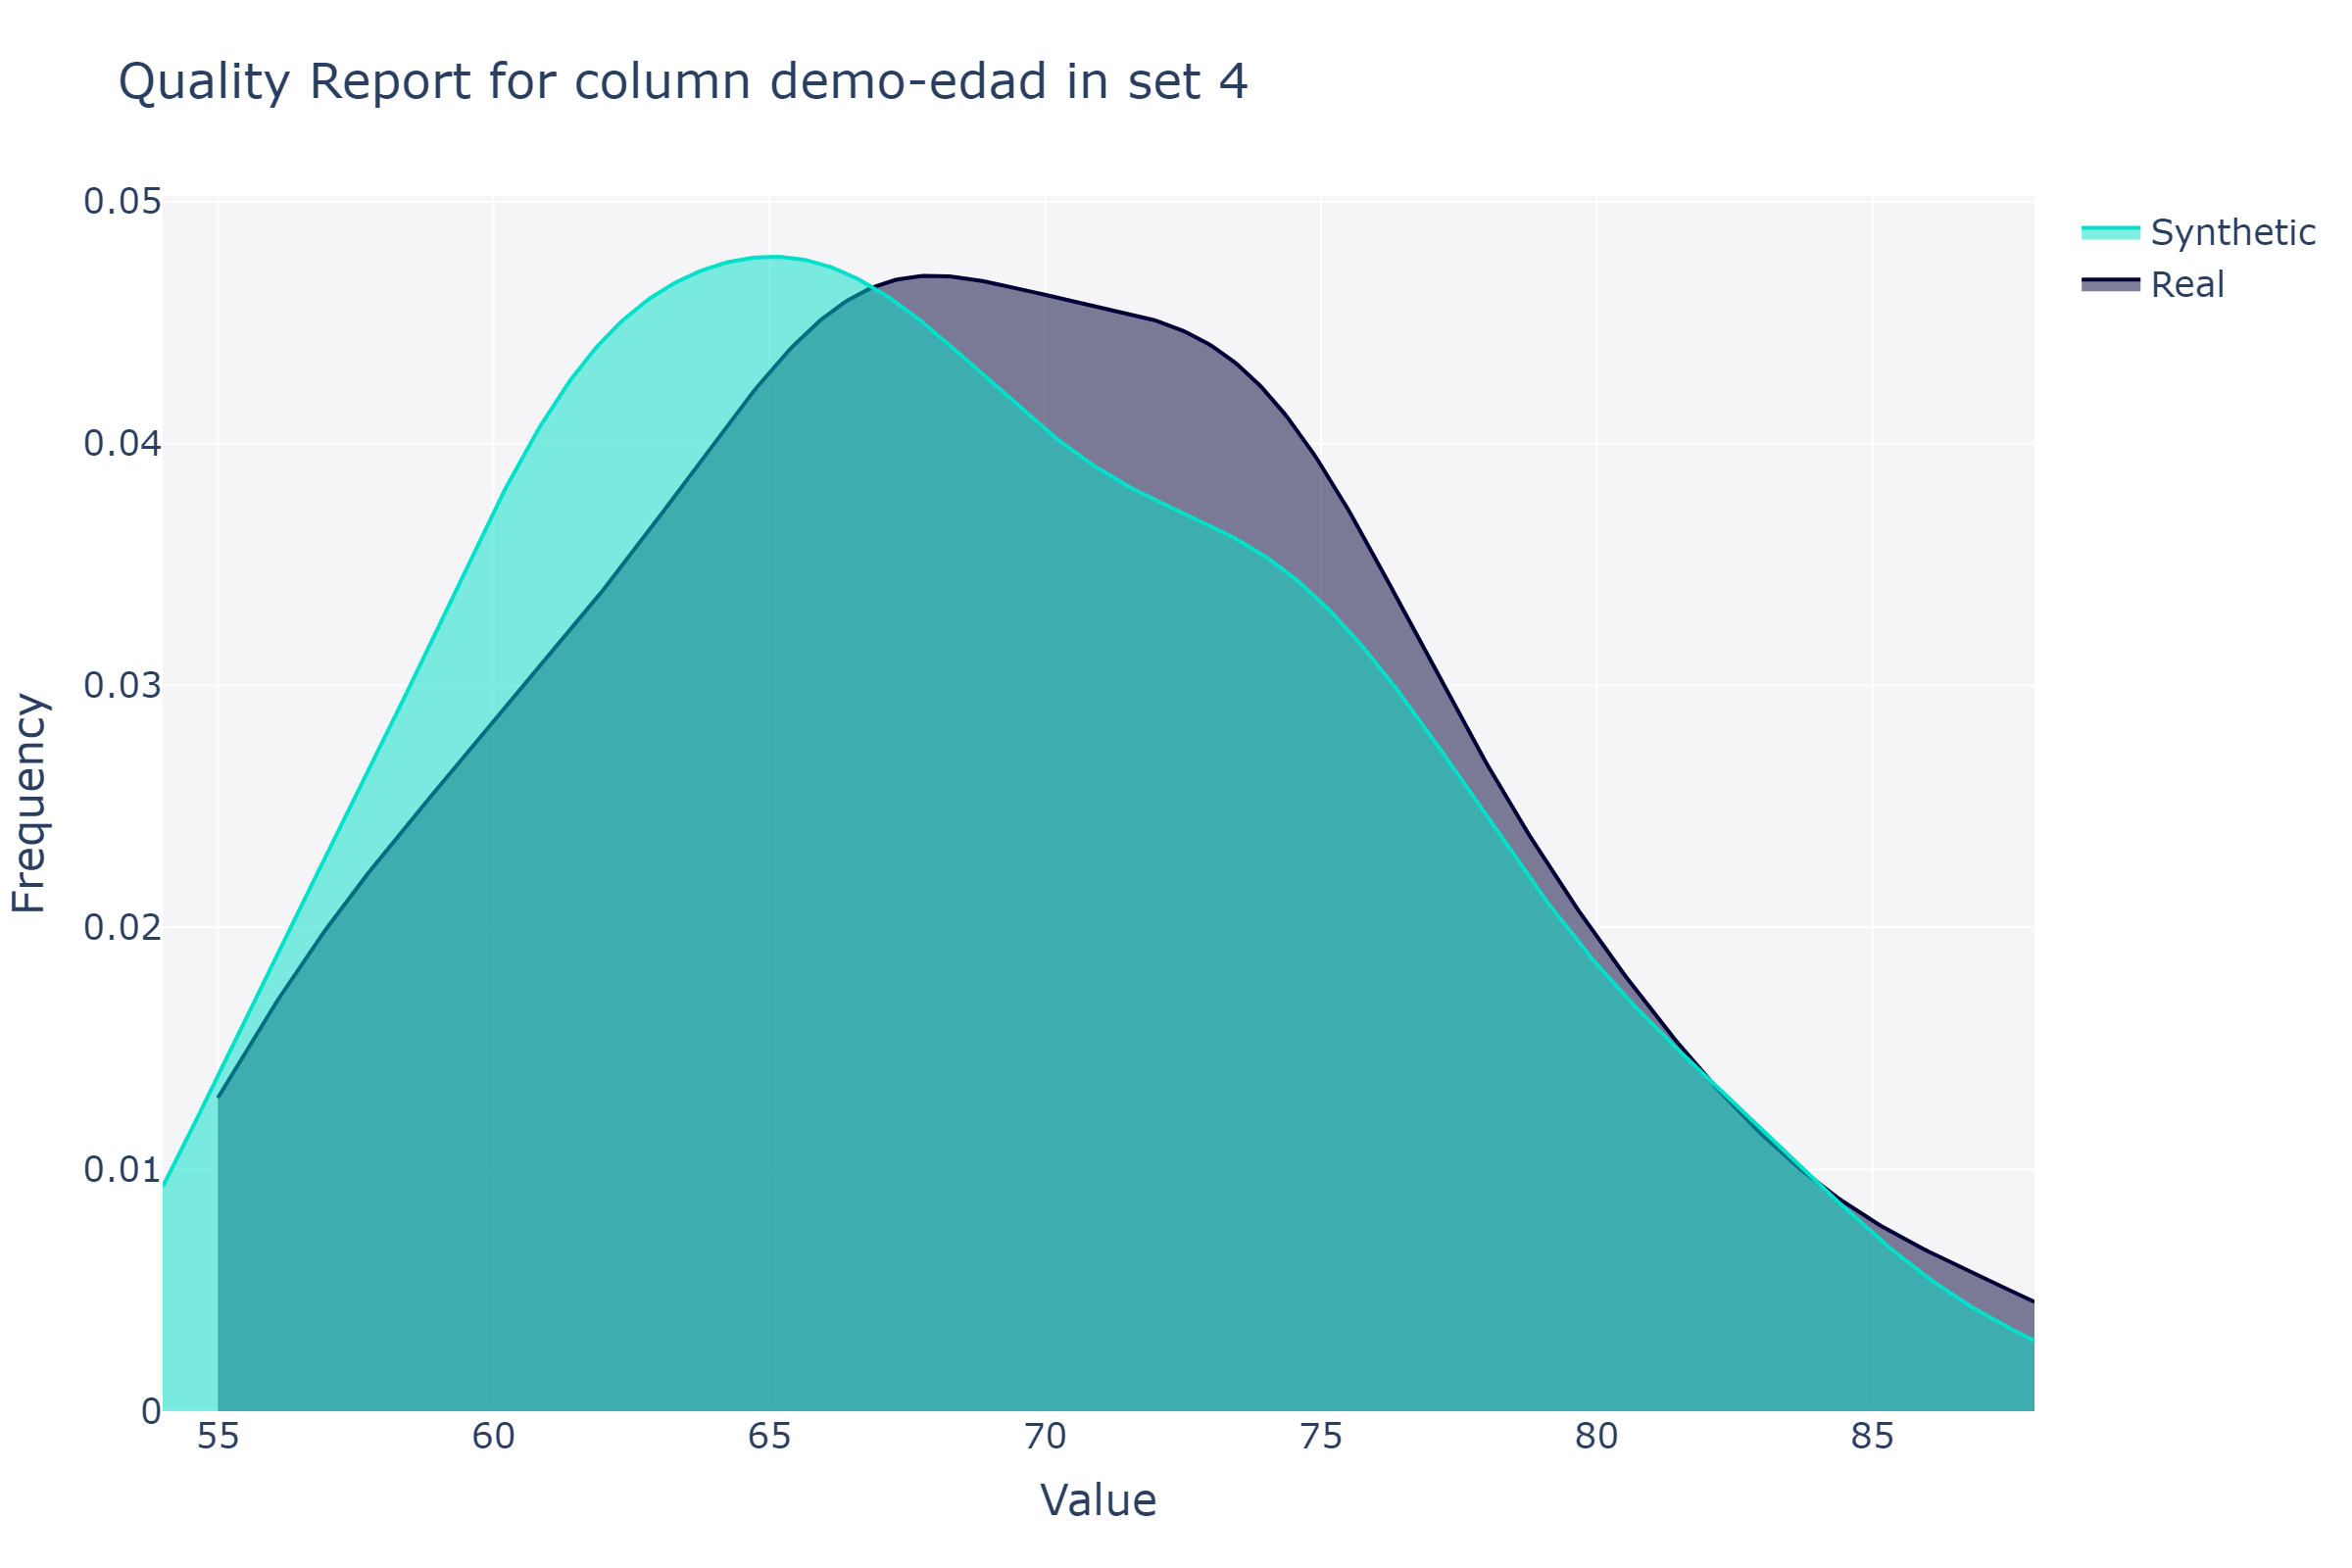 Quality Report for column demo-edad in set 4
0.05
0.04
0.03
0.02
0.01
0
Frequency
55 60 65 70 75 80 85
Value
Synthetic
Real